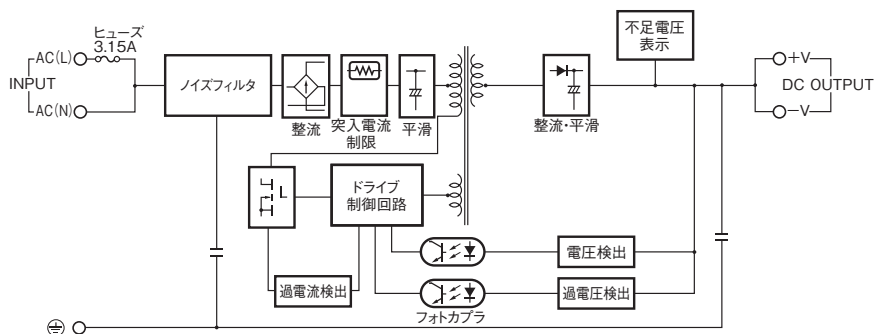 ヒューズ
3.15A
AC(L)
INPUT
AC(N)
ノイズフィルタ
整流
突入電流
制限
平滑
整流・平滑
不足電圧
表示
+V
DC OUTPUT
−V
ドライブ
制御回路
過電流検出
電圧検出
過電圧検出
フォトカプラ